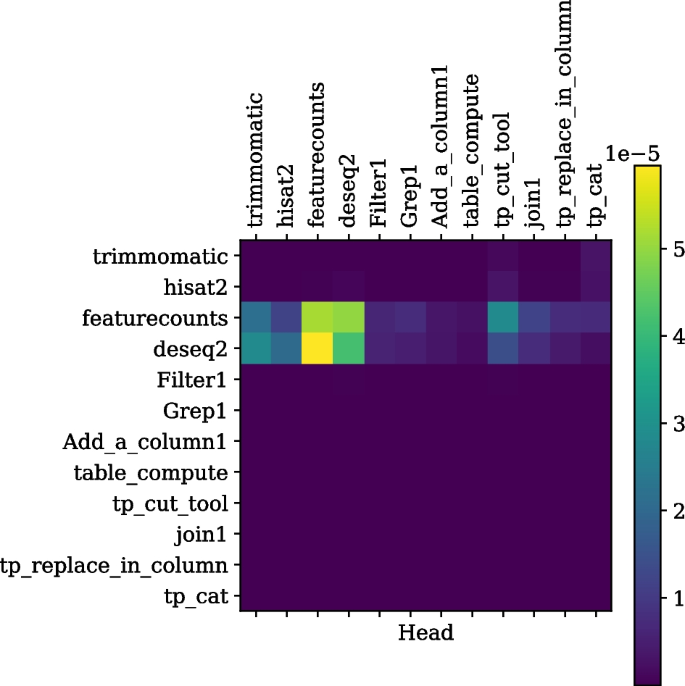 trimmomatic
hisat2
featurecounts
deseq2
Filter1
Grep1
Add_a_column1
table_compute
tp_cut_tool
join1
tp_replace_in_column
tp_cat
1e−5
trimmomatic
hisat2
featurecounts
deseq2
Filter1
Grep1
Add_a_column1
table_compute
tp_cut_tool
join1
tp_replace_in_column
tp_cat
5
4
3
2
1
Head